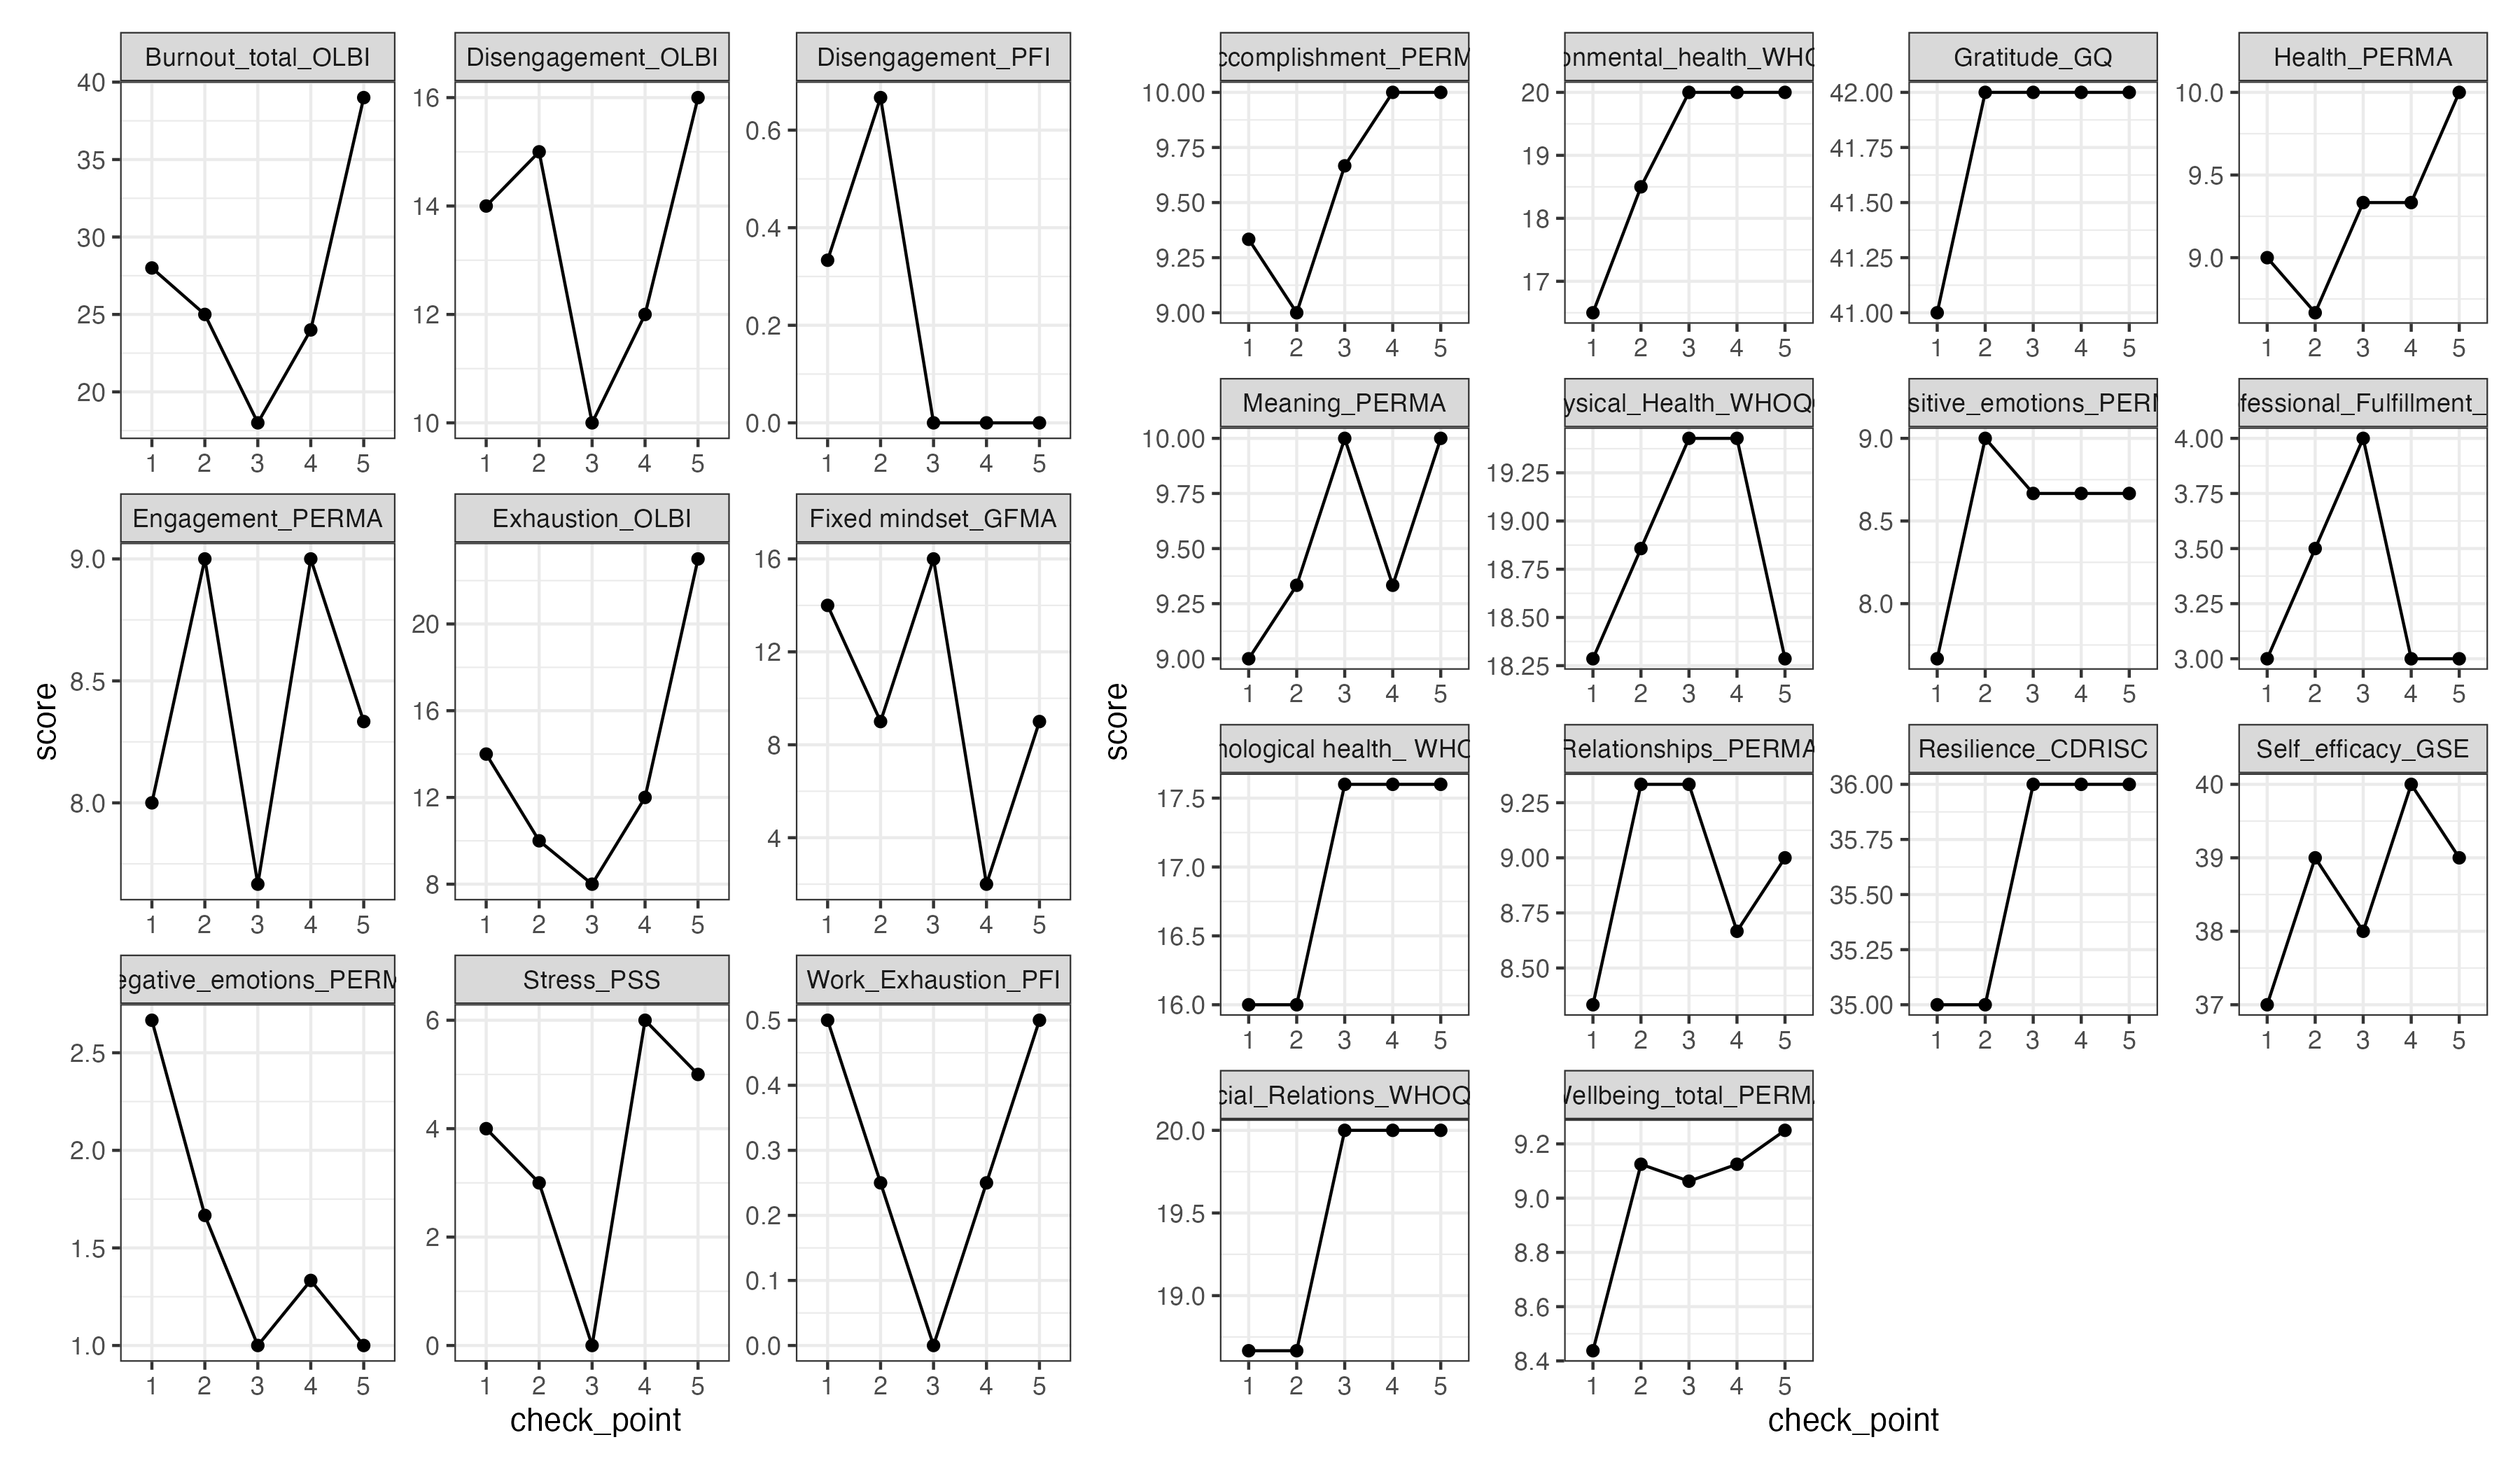 Burnout_total_OLBI
40
35
30
25
20
1 2 3 4 5
Disengagement_OLBI
16
14
12
10
1 2 3 4 5
Disengagement_PFI
0.6
0.4
0.2
0.0
1 2 3 4 5
Engagement_PERMA
9.0
8.5
8.0
1 2 3 4 5
Exhaustion_OLBI
20
16
12
8
1 2 3 4 5
Fixed mindset_GFMA
16
12
8
4
1 2 3 4 5
egative_emotions_PERM
2.5
2.0
1.5
1.0
1 2 3 4 5
Stress_PSS
6
4
2
0
1 2 3 4 5
Work_Exhaustion_PFI
0.5
0.4
0.3
0.2
0.1
0.0
1 2 3 4 5
score
check_point
ccomplishment_PERM
10.00
9.75
9.50
9.25
9.00
1 2 3 4 5
onmental_health_WHO
20
19
18
17
1 2 3 4 5
Gratitude_GQ
42.00
41.75
41.50
41.25
41.00
1 2 3 4 5
Health_PERMA
10.0
9.5
9.0
1 2 3 4 5
Meaning_PERMA
10.00
9.75
9.50
9.25
9.00
1 2 3 4 5
ysical_Health_WHOQ
19.25
19.00
18.75
18.50
18.25
1 2 3 4 5
sitive_emotions_PERM
9.0
8.5
8.0
1 2 3 4 5
fessional_Fulfillment_
4.00
3.75
3.50
3.25
3.00
1 2 3 4 5
hological health_ WHO
17.5
17.0
16.5
16.0
1 2 3 4 5
Relationships_PERMA
9.25
9.00
8.75
8.50
1 2 3 4 5
Resilience_CDRISC
36.00
35.75
35.50
35.25
35.00
1 2 3 4 5
Self_efficacy_GSE
40
39
38
37
1 2 3 4 5
cial_Relations_WHOQ
20.0
19.5
19.0
1 2 3 4 5
Wellbeing_total_PERMA
9.2
9.0
8.8
8.6
8.4
1 2 3 4 5
score
check_point